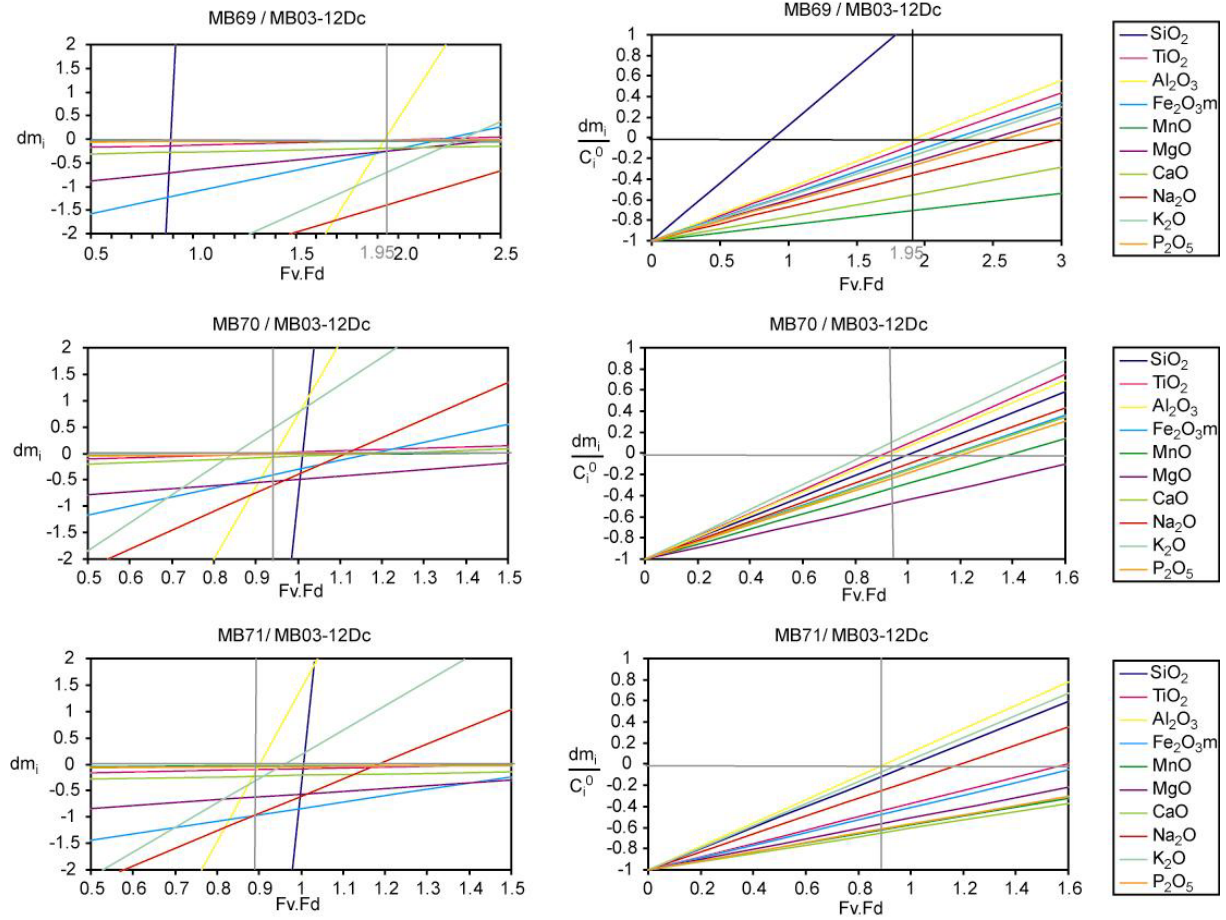 MB69 / MB03-12Dc
2
1.5
1
0.5
0
-0.5
-1
-1.5
-2
dmᵢ
0.5 1.0 1.5 1.95 2.0 2.5
Fv.Fd
MB69 / MB03-12Dc
1
0.8
0.6
0.4
0.2
0
-0.2
-0.4
-0.6
-0.8
-1
dmᵢ
Cᵢ⁰
0 0.5 1 1.5 1.95 2 2.5 3
Fv.Fd
SiO₂
TiO₂
Al₂O₃
Fe₂O₃m
MnO
MgO
CaO
Na₂O
K₂O
P₂O₅
MB70 / MB03-12Dc
2
1.5
1
0.5
0
-0.5
-1
-1.5
-2
dmᵢ
0.5 0.6 0.7 0.8 0.9 1.0 1.1 1.2 1.3 1.4 1.5
Fv.Fd
MB70 / MB03-12Dc
1
0.8
0.6
0.4
0.2
0
-0.2
-0.4
-0.6
-0.8
-1
dmᵢ
Cᵢ⁰
0 0.2 0.4 0.6 0.8 1 1.2 1.4 1.6
Fv.Fd
SiO₂
TiO₂
Al₂O₃
Fe₂O₃m
MnO
MgO
CaO
Na₂O
K₂O
P₂O₅
MB71/ MB03-12Dc
2
1.5
1
0.5
0
-0.5
-1
-1.5
-2
dmᵢ
0.5 0.6 0.7 0.8 0.9 1 1.1 1.2 1.3 1.4 1.5
Fv.Fd
MB71/ MB03-12Dc
1
0.8
0.6
0.4
0.2
0
-0.2
-0.4
-0.6
-0.8
-1
dmᵢ
Cᵢ⁰
0 0.2 0.4 0.6 0.8 1 1.2 1.4 1.6
Fv.Fd
SiO₂
TiO₂
Al₂O₃
Fe₂O₃m
MnO
MgO
CaO
Na₂O
K₂O
P₂O₅